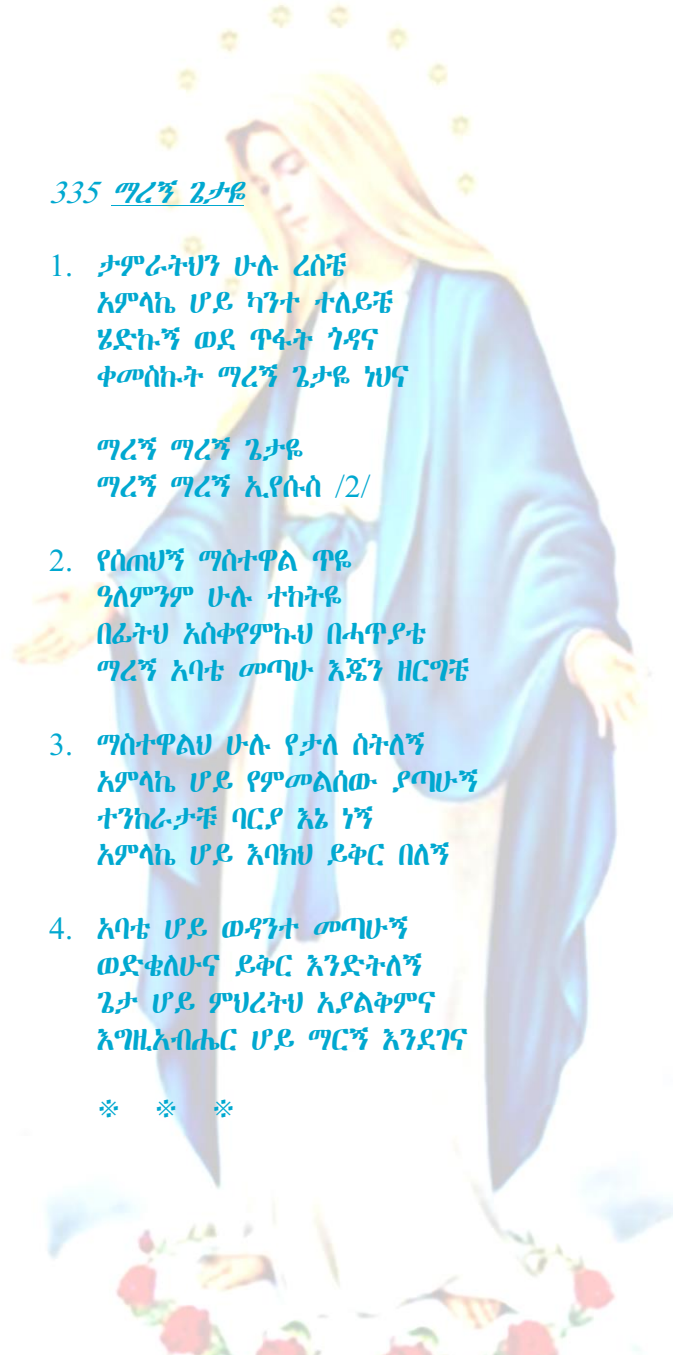 335 ማረኝ ጌታዬ
1. ታምራትህን ሁሉ ረስቼ
አምላኬ ሆይ ካንተ ተለይቼ
ሄድኩኝ ወደ ጥፋት ጎዳና
ቀመስኩት ማረኝ ጌታዬ ነህና
ማረኝ ማረኝ ጌታዬ
ማረኝ ማረኝ ኢየሱስ /2/
2. የሰጠህኝ ማስተዋል ጥዬ
ዓለምንም ሁሉ ተከትዬ
በፊትህ አስቀየምኩህ በሓጥያቴ
ማረኝ አባቴ መጣሁ እጄን ዘርግቼ
3. ማስተዋልህ ሁሉ የታለ ስትለኝ
አምላኬ ሆይ የምመልሰው ያጣሁኝ
ተንከራታቹ ባርያ እኔ ነኝ
አምላኬ ሆይ እባክህ ይቅር በለኝ
4. አባቴ ሆይ ወዳንተ መጣሁኝ
ወድቄለሁና ይቅር እንድትለኝ
ጌታ ሆይ ምህረትህ አያልቅምና
እግዚአብሔር ሆይ ማርኝ እንደገና
※ ※ ※